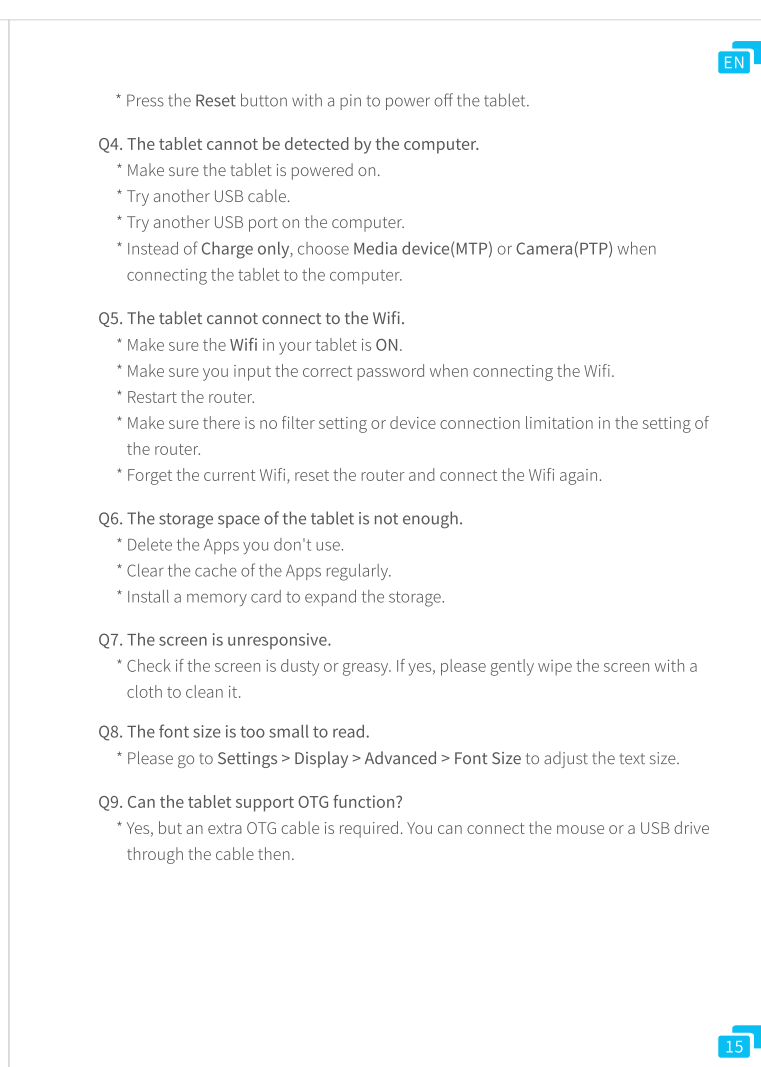 EN
* Press the Reset button with a pin to power off the tablet.
Q4. The tablet cannot be detected by the computer.
* Make sure the tablet is powered on.
* Try another USB cable.
* Try another USB port on the computer.
* Instead of Charge only, choose Media device(MTP) or Camera(PTP) when
connecting the tablet to the computer.
Q5. The tablet cannot connect to the Wifi.
* Make sure the Wifi in your tablet is ON.
* Make sure you input the correct password when connecting the Wifi.
* Restart the router.
* Make sure there is no filter setting or device connection limitation in the setting of
the router.
* Forget the current Wifi, reset the router and connect the Wifi again.
Q6. The storage space of the tablet is not enough.
* Delete the Apps you don't use.
* Clear the cache of the Apps regularly.
* Install a memory card to expand the storage.
Q7. The screen is unresponsive.
* Check if the screen is dusty or greasy. If yes, please gently wipe the screen with a
cloth to clean it.
Q8. The font size is too small to read.
* Please go to Settings > Display > Advanced > Font Size to adjust the text size.
Q9. Can the tablet support OTG function?
* Yes, but an extra OTG cable is required. You can connect the mouse or a USB drive
through the cable then.
15